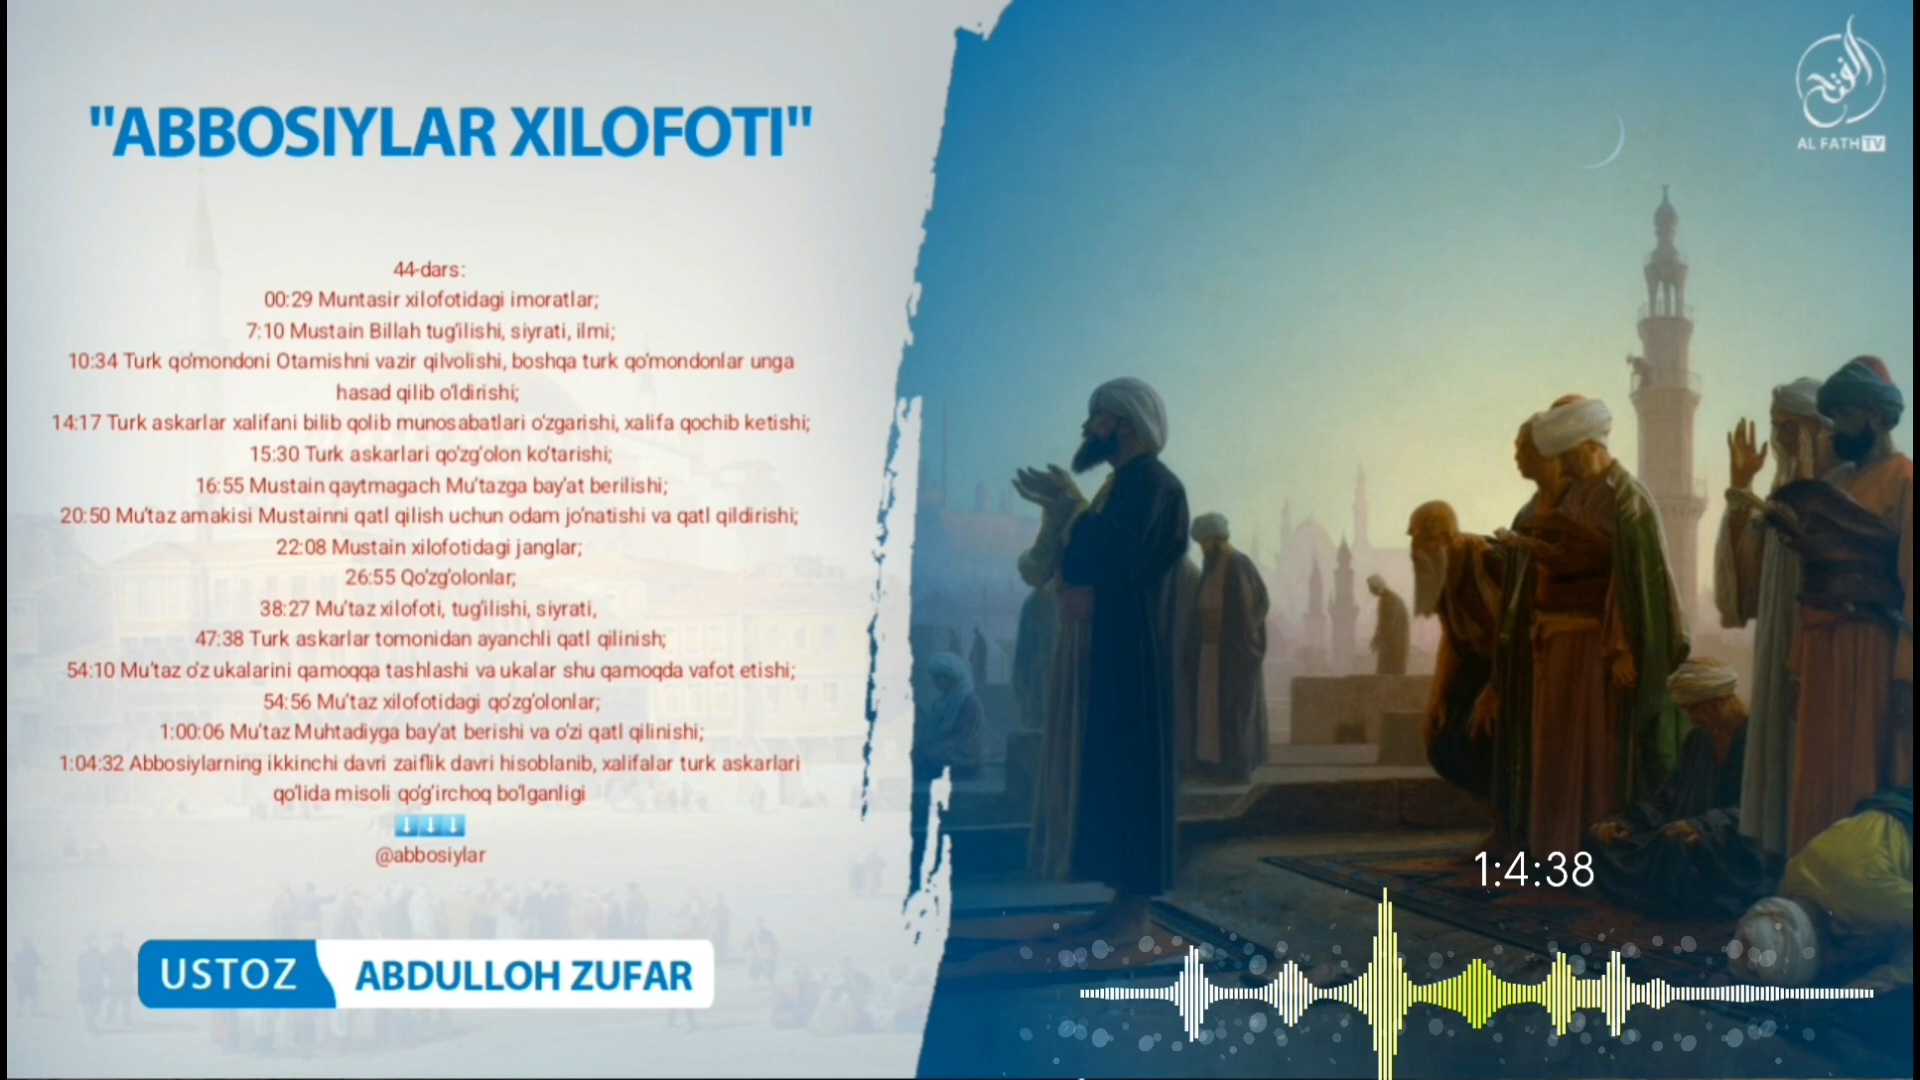 "ABBOSIYLAR XILOFOTI"
44-dars:
00:29 Muntasir xilofotidagi imoratlar;
7:10 Mustain Billah tug'ilishi, siyrati, ilmi;
10:34 Turk qo'mondoni Otamishni vazir qilvolishi, boshqa turk qo'mondonlar unga
hasad qilib o'ldirishi;
14:17 Turk askarlar xalifani bilib qolib munosabatlari o'zgarishi, xalifa qochib ketishi;
15:30 Turk askarlari qo'zg'olon ko'tarishi;
16:55 Mustain qaytmagach Mu'tazga bay'at berilishi;
20:50 Mu'taz amakisi Mustainni qatl qilish uchun odam jo'natishi va qatl qildirishi;
22:08 Mustain xilofotidagi janglar;
26:55 Qo'zg'olonlar;
38:27 Mu'taz xilofoti, tug'ilishi, siyrati,
47:38 Turk askarlar tomonidan ayanchli qatl qilinish;
54:10 Mu'taz o'z ukalarini qamoqqa tashlashi va ukalar shu qamoqda vafot etishi;
54:56 Mu'taz xilofotidagi qo'zg'olonlar;
1:00:06 Mu'taz Muhtadiyga bay'at berishi va o'zi qatl qilinishi;
1:04:32 Abbosiylarning ikkinchi davri zaiflik davri hisoblanib, xalifalar turk askarlari
qo'lida misoli qo'g'irchoq bo'lganligi
⬇️⬇️⬇️
@abbosiylar
USTOZ ABDULLOH ZUFAR
الفتح
AL FATH TV
1:4:38